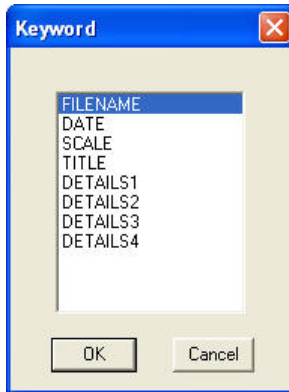 Keyword
FILENAME
DATE
SCALE
TITLE
DETAILS1
DETAILS2
DETAILS3
DETAILS4
OK Cancel